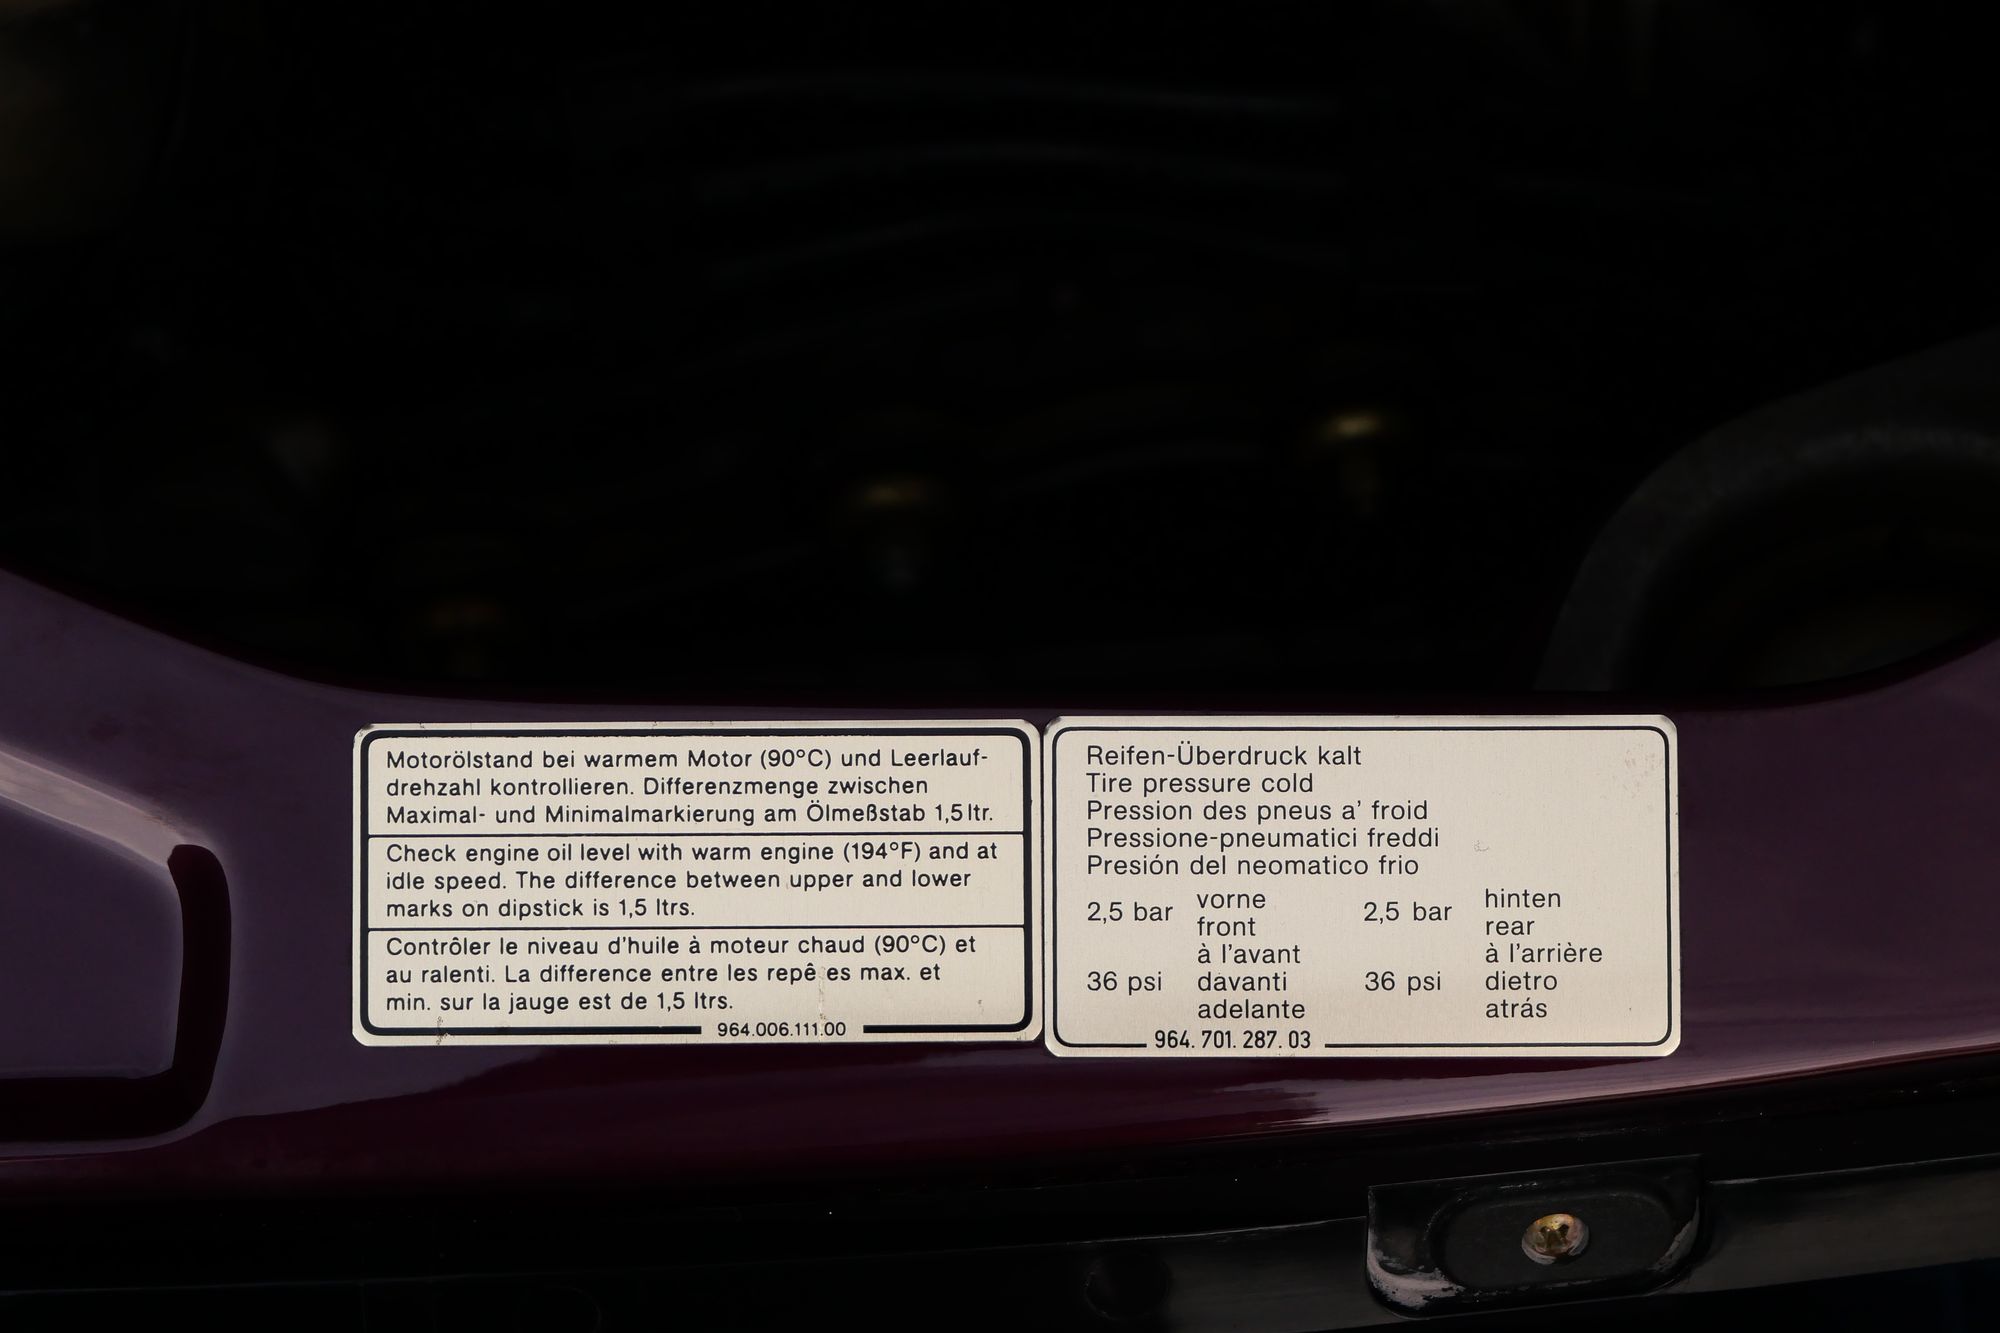 Motorölstand bei warmem Motor (90°C) und Leerlauf-
drehzahl kontrollieren. Differenzmenge zwischen
Maximal- und Minimalmarkierung am Ölmeßstab 1,5 ltr.
Check engine oil level with warm engine (194°F) and at
idle speed. The difference between upper and lower
marks on dipstick is 1,5 ltrs.
Contrôler le niveau d'huile à moteur chaud (90°C) et
au ralenti. La difference entre les repê es max. et
min. sur la jauge est de 1,5 ltrs.
964.006.111.00
Reifen-Überdruck kalt
Tire pressure cold
Pression des pneus a' froid
Pressione-pneumatici freddi
Presión del neomatico frio
2,5 bar
36 psi
vorne
front
à l'avant
davanti
adelante
2,5 bar
36 psi
hinten
rear
à l'arrière
dietro
atrás
964. 701. 287. 03